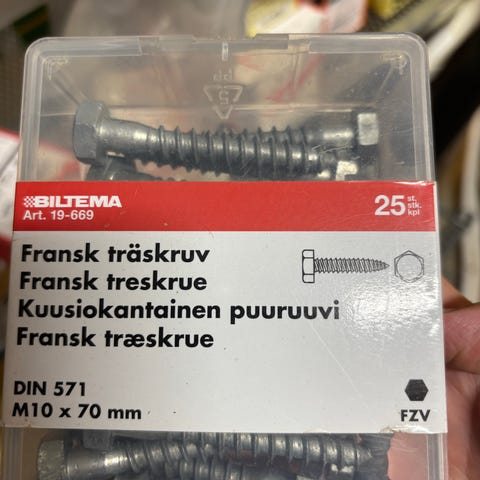 BILTEMA
Art. 19-669
25 st. stk. kpl
Fransk träskruv
Fransk treskrue
Kuusiokantainen puuruuvi
Fransk træskrue
DIN 571
M10 x 70 mm
FZV